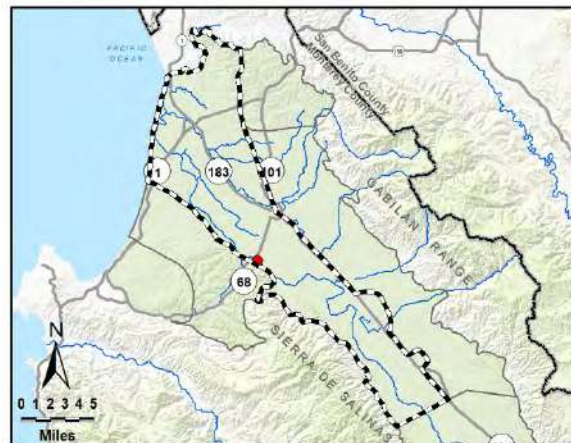 PACIFIC
OCEAN
1
San Benito County
Monterey County
1
183
101
GABILAN RANGE
68
SIERRA DE SALINAS
N
0 1 2 3 4 5
Miles